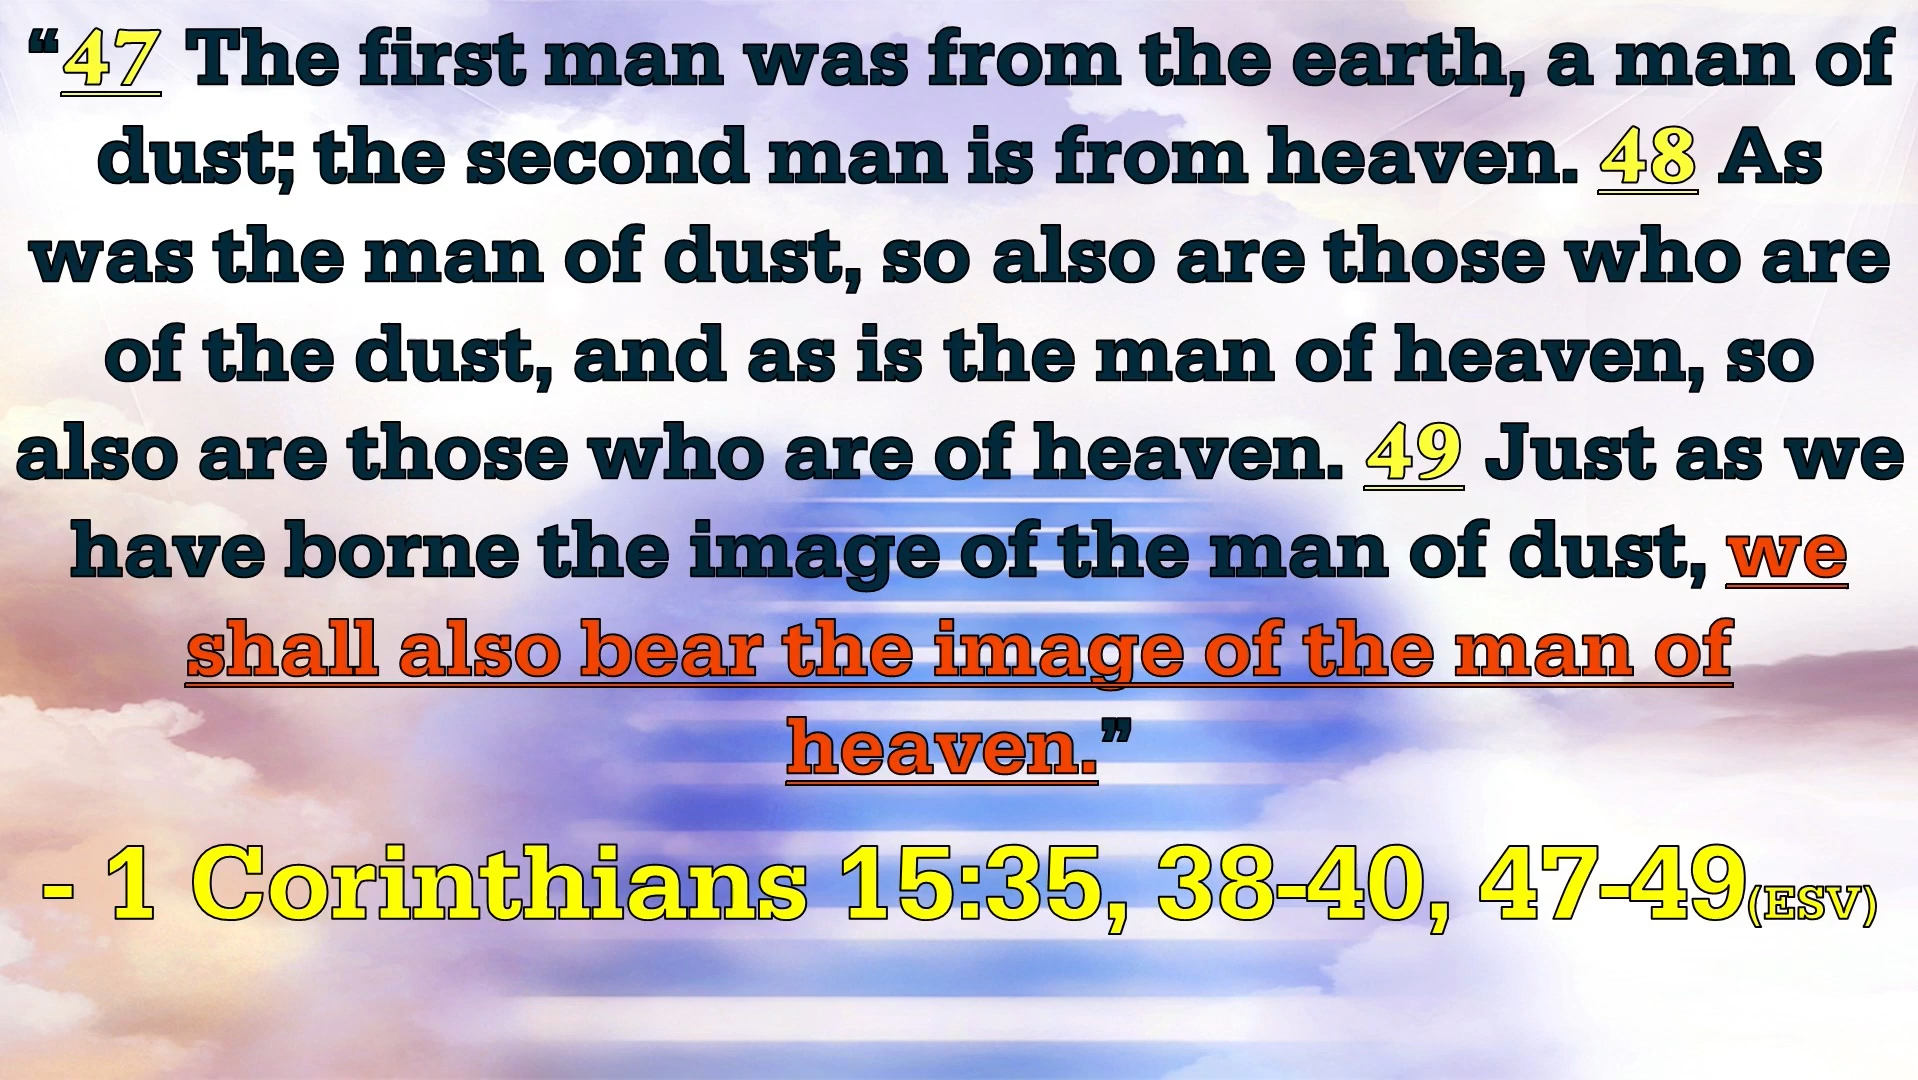 “47 The first man was from the earth, a man of
dust; the second man is from heaven. 48 As
was the man of dust, so also are those who are
of the dust, and as is the man of heaven, so
also are those who are of heaven. 49 Just as we
have borne the image of the man of dust, we
shall also bear the image of the man of
heaven.”
- 1 Corinthians 15:35, 38-40, 47-49(ESV)